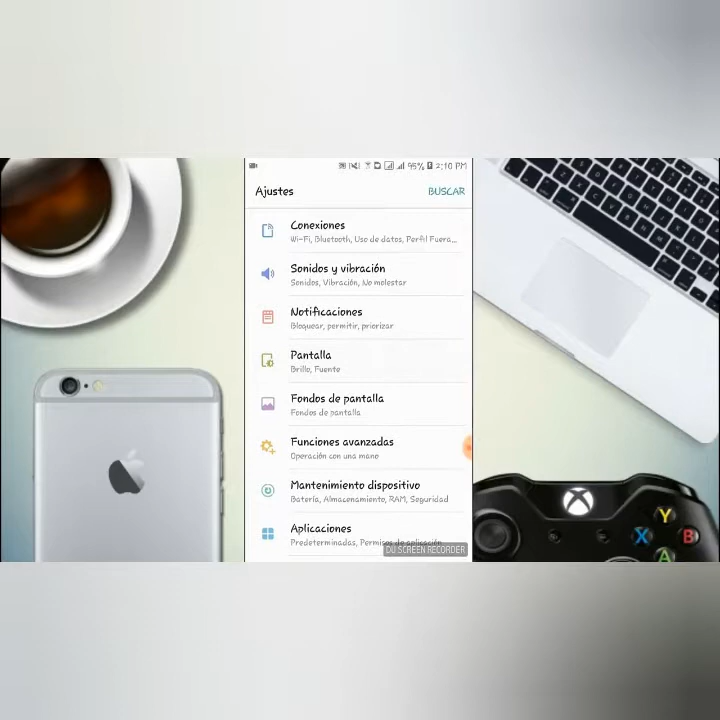 95% 2:10 PM
Ajustes
BUSCAR
Conexiones
Wi-Fi, Bluetooth, Uso de datos, Perfil Fuera...
Sonidos y vibración
Sonidos, Vibración, No molestar
Notificaciones
Bloquear, permitir, priorizar
Pantalla
Brillo, Fuente
Fondos de pantalla
Fondos de pantalla
Funciones avanzadas
Operación con una mano
Mantenimiento dispositivo
Batería, Almacenamiento, RAM, Seguridad
Aplicaciones
Predeterminadas, Permisos de aplicación
DU SCREEN RECORDER
Y
X
B
A